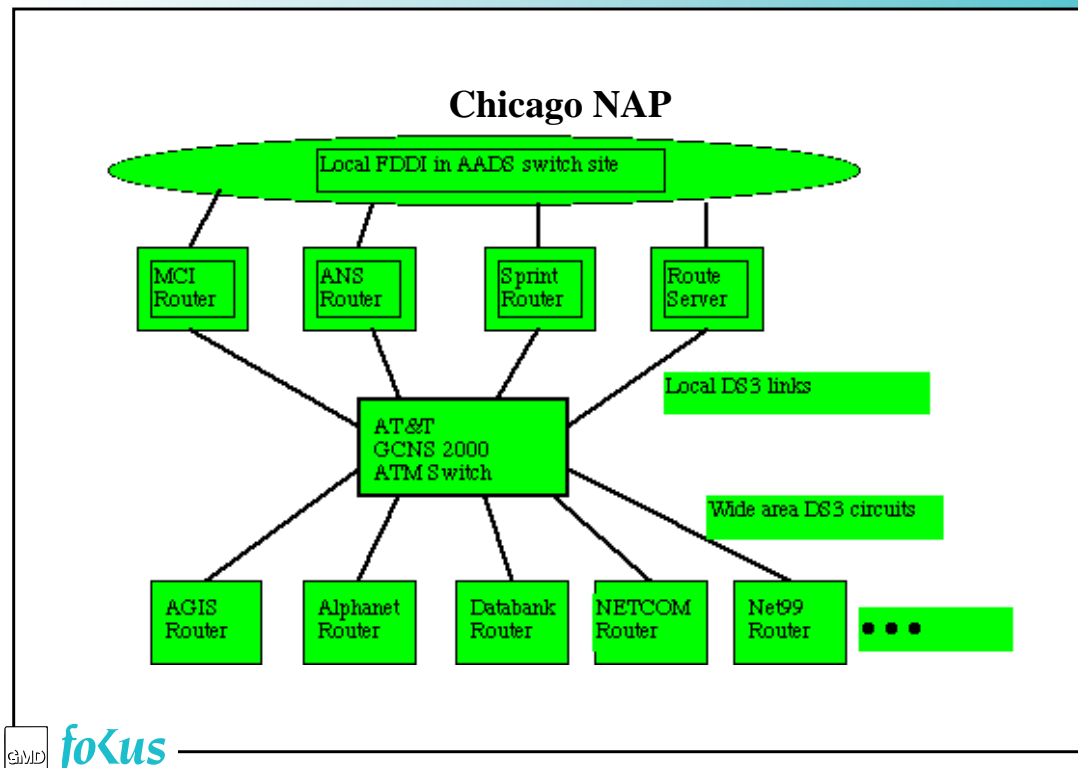 Chicago NAP
Local FDDI in AADS switch site
MCI
Router
ANS
Router
Sprint
Router
Route
Server
Local DS3 links
AT&T
GCNS 2000
ATM Switch
Wide area DS3 circuits
AGIS
Router
Alphanet
Router
Databank
Router
NETCOM
Router
Net99
Router
● ● ●
GMD
foKus